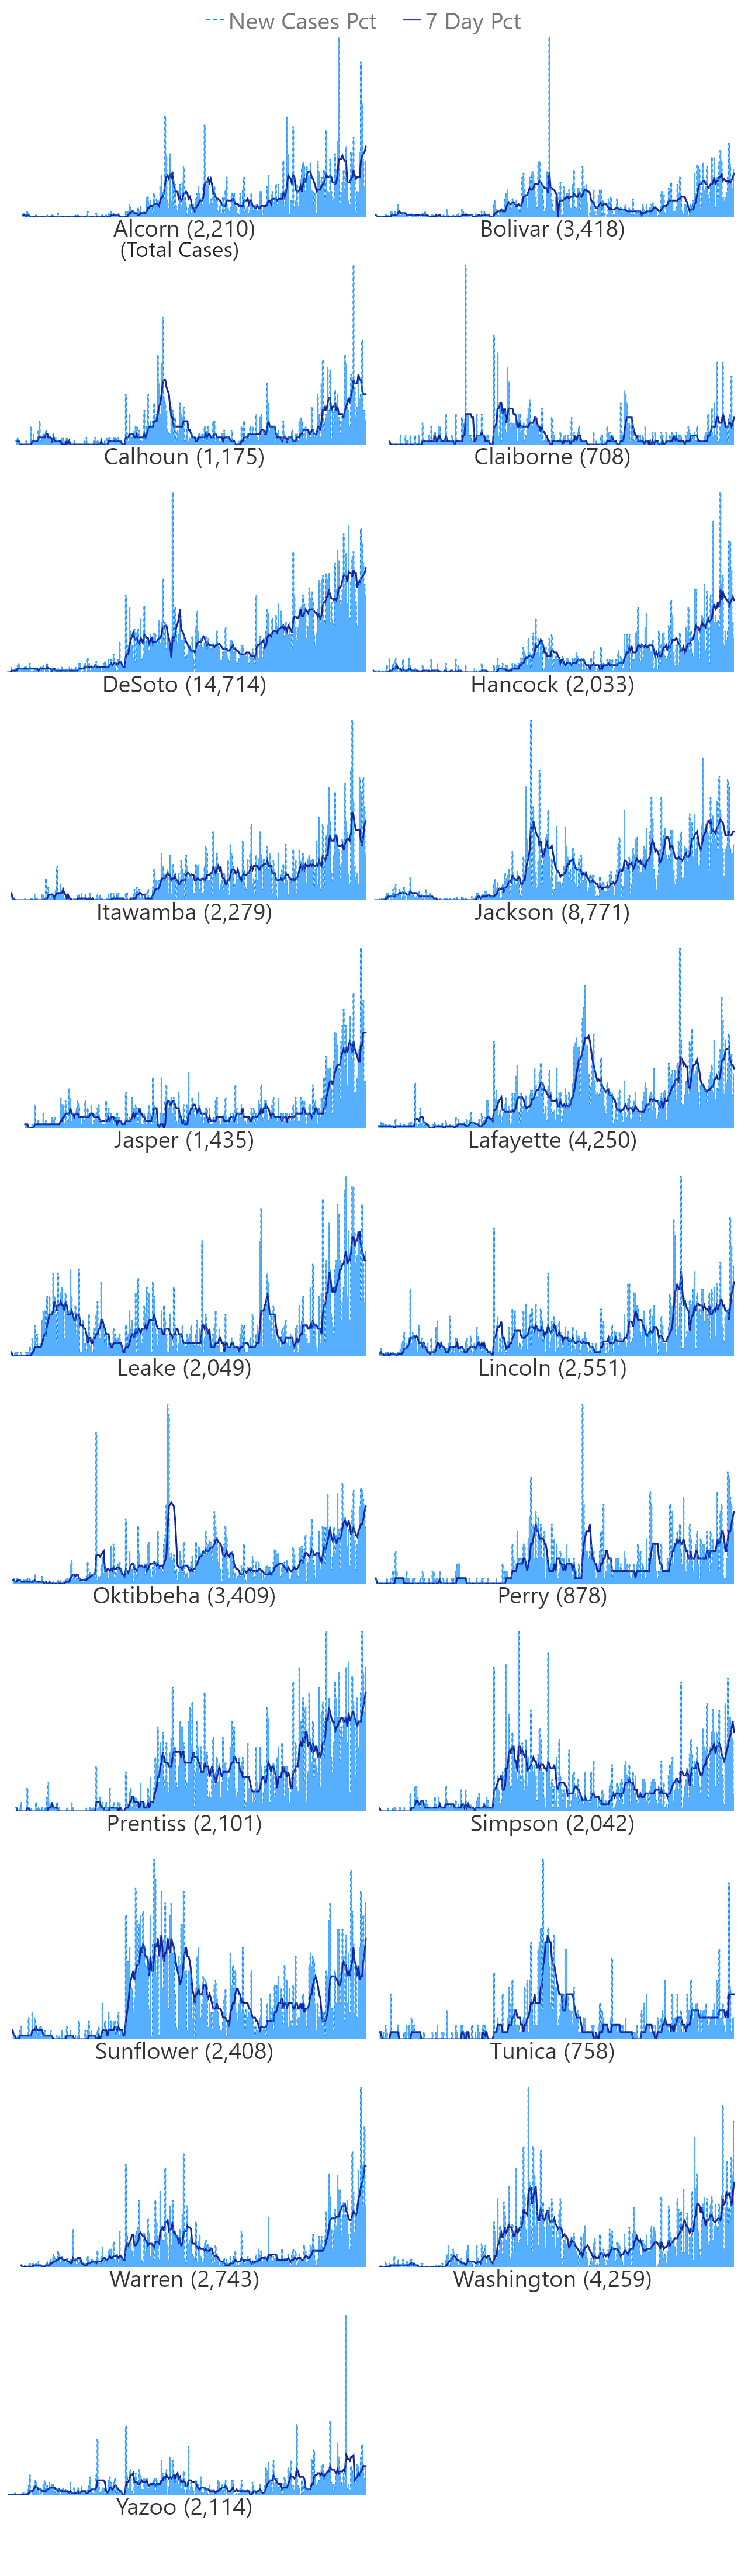 New Cases Pct 7 Day Pct
Alcorn (2,210) Bolivar (3,418)
(Total Cases)
Calhoun (1,175) Claiborne (708)
DeSoto (14,714) Hancock (2,033)
Itawamba (2,279) Jackson (8,771)
Jasper (1,435) Lafayette (4,250)
Leake (2,049) Lincoln (2,551)
Oktibbeha (3,409) Perry (878)
Prentiss (2,101) Simpson (2,042)
Sunflower (2,408) Tunica (758)
Warren (2,743) Washington (4,259)
Yazoo (2,114)